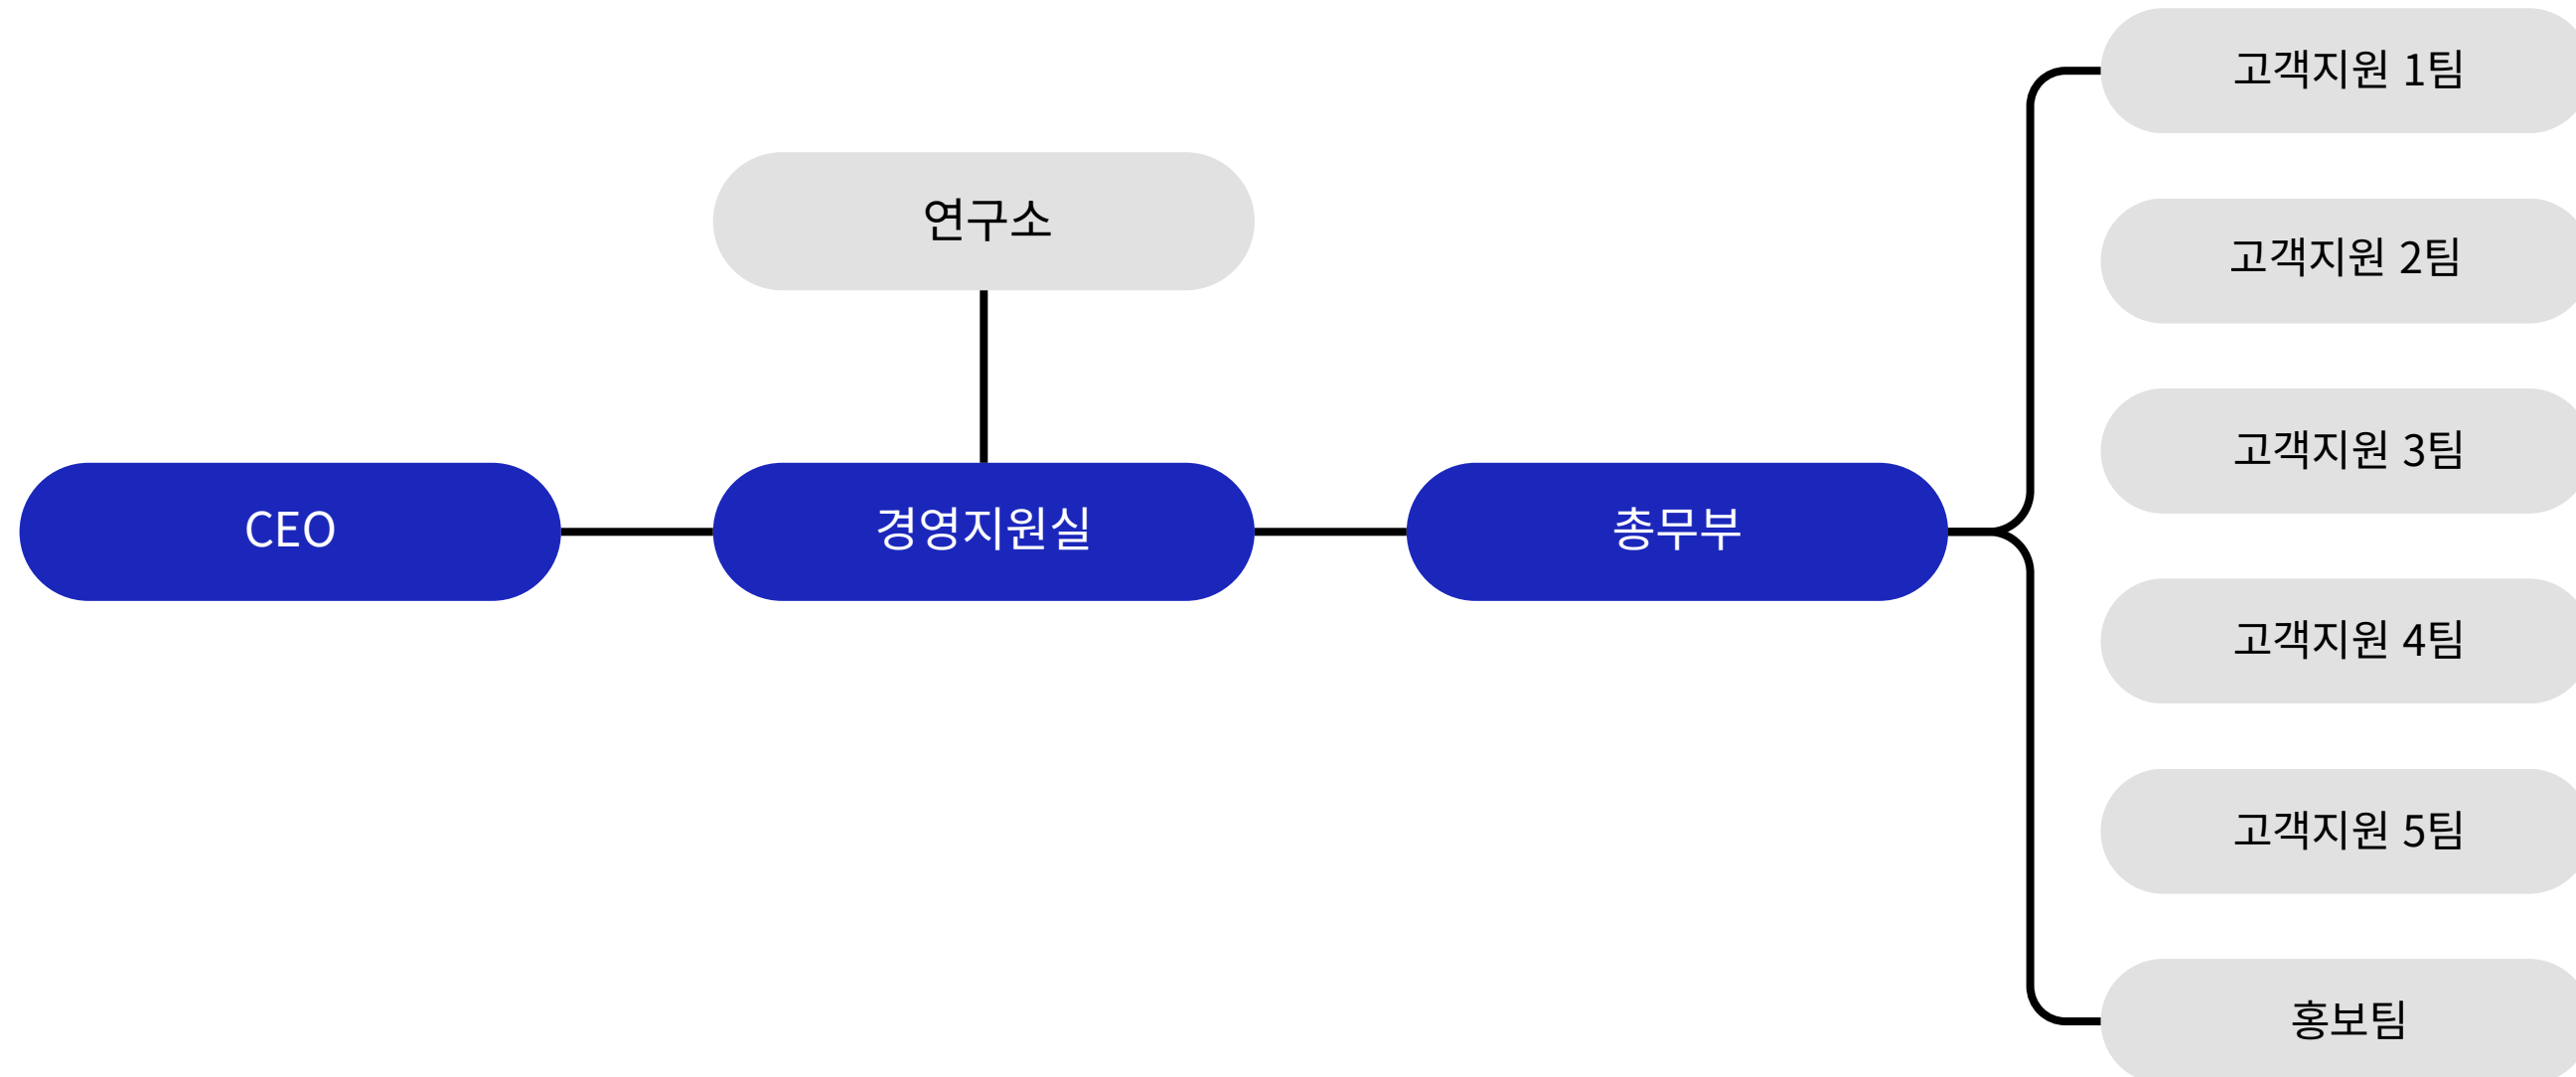 연구소
CEO
경영지원실
총무부
고객지원 1팀
고객지원 2팀
고객지원 3팀
고객지원 4팀
고객지원 5팀
홍보팀